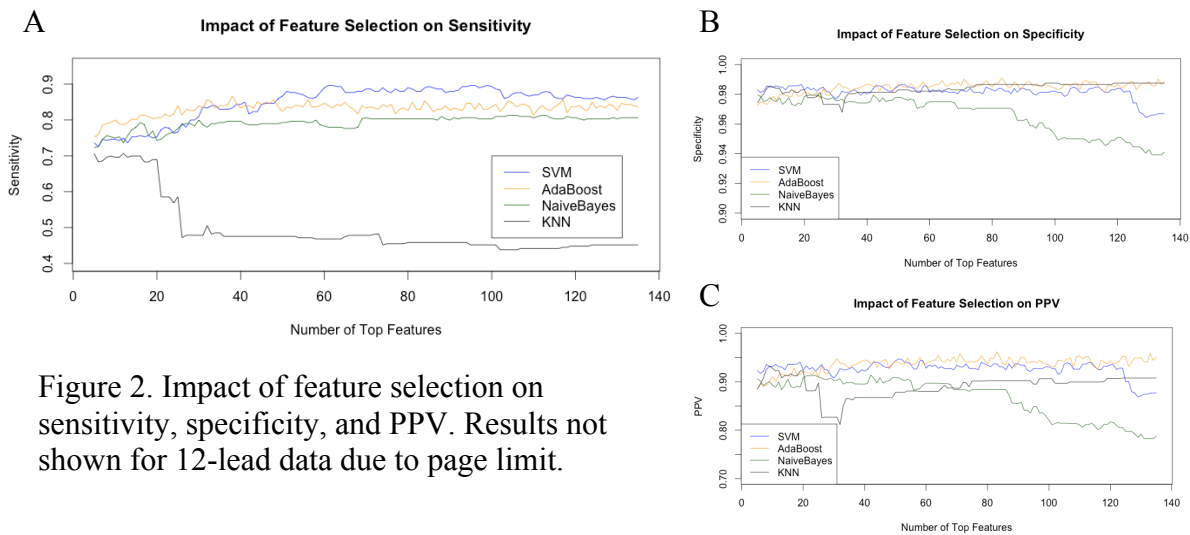 A
Impact of Feature Selection on Sensitivity
Sensitivity
0.9
0.8
0.7
0.6
0.5
0.4
SVM
AdaBoost
NaiveBayes
KNN
0 20 40 60 80 100 120 140
Number of Top Features
Figure 2. Impact of feature selection on
sensitivity, specificity, and PPV. Results not
shown for 12-lead data due to page limit.
B
Impact of Feature Selection on Specificity
Specificity
1.00
0.98
0.96
0.94
0.92
0.90
SVM
AdaBoost
NaiveBayes
KNN
0 20 40 60 80 100 120 140
Number of Top Features
C
Impact of Feature Selection on PPV
PPV
1.00
0.90
0.80
0.70
SVM
AdaBoost
NaiveBayes
KNN
0 20 40 60 80 100 120 140
Number of Top Features